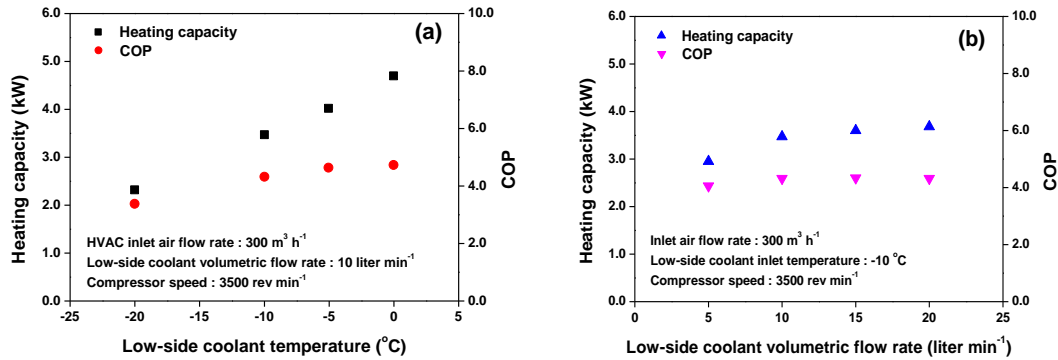 (a)
Heating capacity
COP
6.0
5.0
4.0
3.0
2.0
1.0
0.0
Heating capacity (kW)
10.0
8.0
6.0
4.0
2.0
0.0
COP
HVAC inlet air flow rate : 300 m³ h⁻¹
Low-side coolant volumetric flow rate : 10 liter min⁻¹
Compressor speed : 3500 rev min⁻¹
-25 -20 -15 -10 -5 0 5
Low-side coolant temperature (°C)
(b)
Heating capacity
COP
6.0
5.0
4.0
3.0
2.0
1.0
0.0
Heating capacity (kW)
10.0
8.0
6.0
4.0
2.0
0.0
COP
Inlet air flow rate : 300 m³ h⁻¹
Low-side coolant inlet temperature : -10 °C
Compressor speed : 3500 rev min⁻¹
0 5 10 15 20 25
Low-side coolant volumetric flow rate (liter min⁻¹)